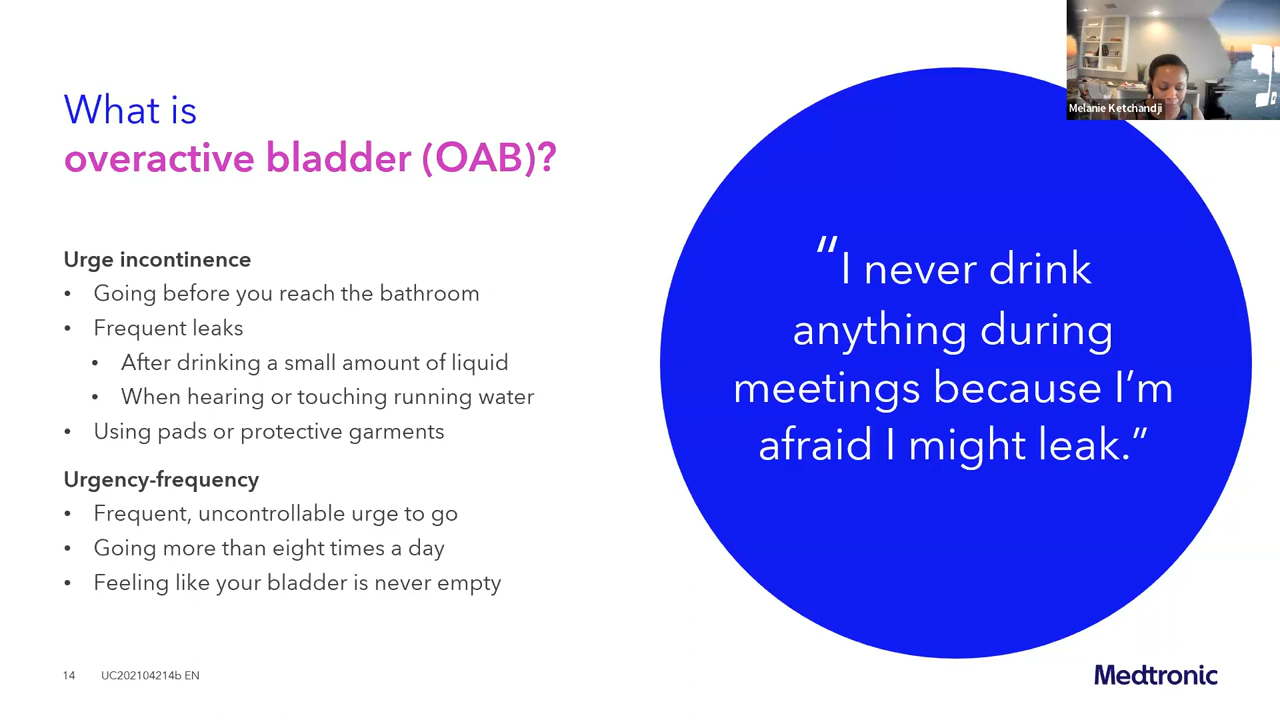 What is
overactive bladder (OAB)?
Urge incontinence
• Going before you reach the bathroom
• Frequent leaks
• After drinking a small amount of liquid
• When hearing or touching running water
• Using pads or protective garments
Urgency-frequency
• Frequent, uncontrollable urge to go
• Going more than eight times a day
• Feeling like your bladder is never empty
“I never drink
anything during
meetings because I’m
afraid I might leak.”
Melanie Ketchandji
14 UC202104214b EN
Medtronic